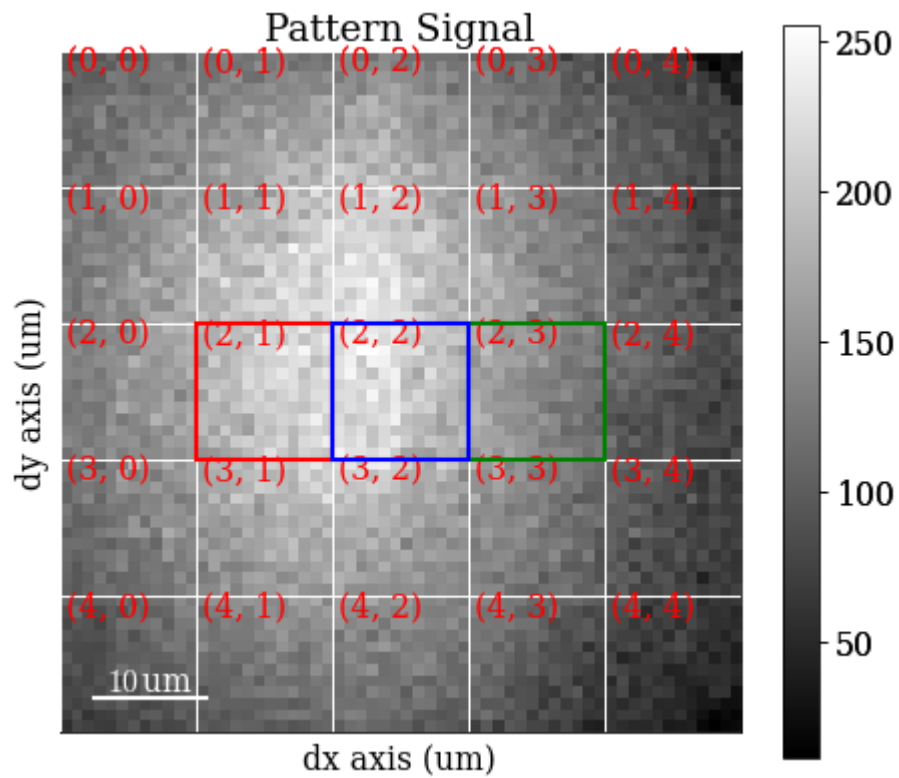 Pattern Signal
(0, 0) (0, 1) (0, 2) (0, 3) (0, 4)
(1, 0) (1, 1) (1, 2) (1, 3) (1, 4)
(2, 0) (2, 1) (2, 2) (2, 3) (2, 4)
(3, 0) (3, 1) (3, 2) (3, 3) (3, 4)
(4, 0) (4, 1) (4, 2) (4, 3) (4, 4)
10 um
dx axis (um)
dy axis (um)
250
200
150
100
50